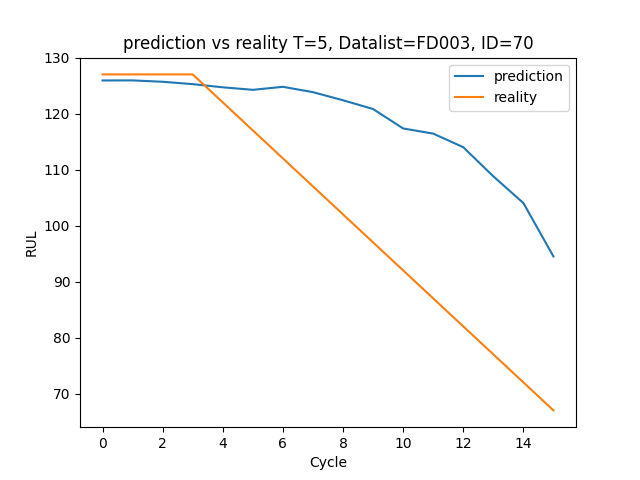 prediction vs reality T=5, Datalist=FD003, ID=70
prediction
reality
RUL
130
120
110
100
90
80
70
0 2 4 6 8 10 12 14
Cycle